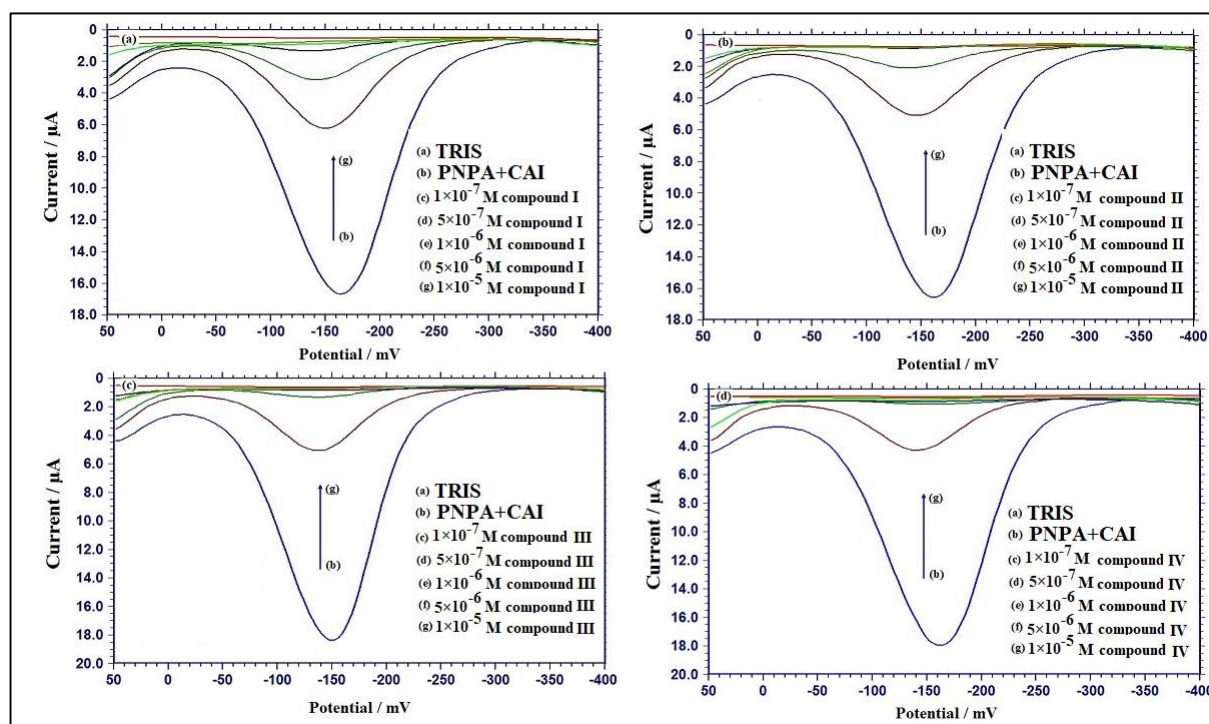 (a)
Current / µA
0
2.0
4.0
6.0
8.0
10.0
12.0
14.0
16.0
18.0
(g)
(b)
(a) TRIS
(b) PNPA+CAI
(c) 1×10⁻⁷ M compound I
(d) 5×10⁻⁷ M compound I
(e) 1×10⁻⁶ M compound I
(f) 5×10⁻⁶ M compound I
(g) 1×10⁻⁵ M compound I
50 0 -50 -100 -150 -200 -250 -300 -350 -400
Potential / mV
(b)
Current / µA
0
2.0
4.0
6.0
8.0
10.0
12.0
14.0
16.0
18.0
(g)
(b)
(a) TRIS
(b) PNPA+CAI
(c) 1×10⁻⁷ M compound II
(d) 5×10⁻⁷ M compound II
(e) 1×10⁻⁶ M compound II
(f) 5×10⁻⁶ M compound II
(g) 1×10⁻⁵ M compound II
50 0 -50 -100 -150 -200 -250 -300 -350 -400
Potential / mV
(c)
Current / µA
0
2.0
4.0
6.0
8.0
10.0
12.0
14.0
16.0
18.0
20.0
(g)
(b)
(a) TRIS
(b) PNPA+CAI
(c) 1×10⁻⁷ M compound III
(d) 5×10⁻⁷ M compound III
(e) 1×10⁻⁶ M compound III
(f) 5×10⁻⁶ M compound III
(g) 1×10⁻⁵ M compound III
50 0 -50 -100 -150 -200 -250 -300 -350 -400
Potential / mV
(d)
Current / µA
0
2.0
4.0
6.0
8.0
10.0
12.0
14.0
16.0
18.0
20.0
(g)
(b)
(a) TRIS
(b) PNPA+CAI
(c) 1×10⁻⁷ M compound IV
(d) 5×10⁻⁷ M compound IV
(e) 1×10⁻⁶ M compound IV
(f) 5×10⁻⁶ M compound IV
(g) 1×10⁻⁵ M compound IV
50 0 -50 -100 -150 -200 -250 -300 -350 -400
Potential / mV